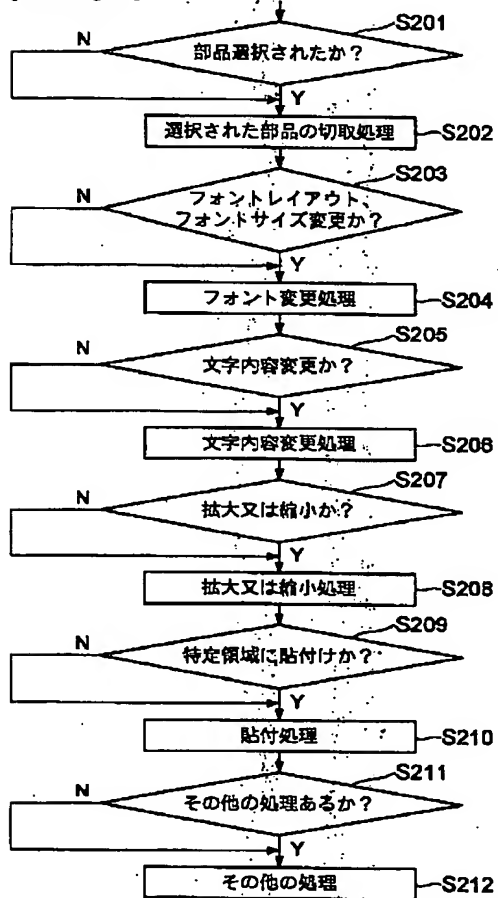 S201
部品選択されたか?
N
Y
選択された部品の切取処理
S202
S203
フォントレイアウト、
フォントサイズ変更か?
N
Y
フォント変更処理
S204
S205
文字内容変更か?
N
Y
文字内容変更処理
S206
S207
拡大又は縮小か?
N
Y
拡大又は縮小処理
S208
S209
特定領域に貼付けか?
N
Y
貼付処理
S210
S211
その他の処理あるか?
N
Y
その他の処理
S212